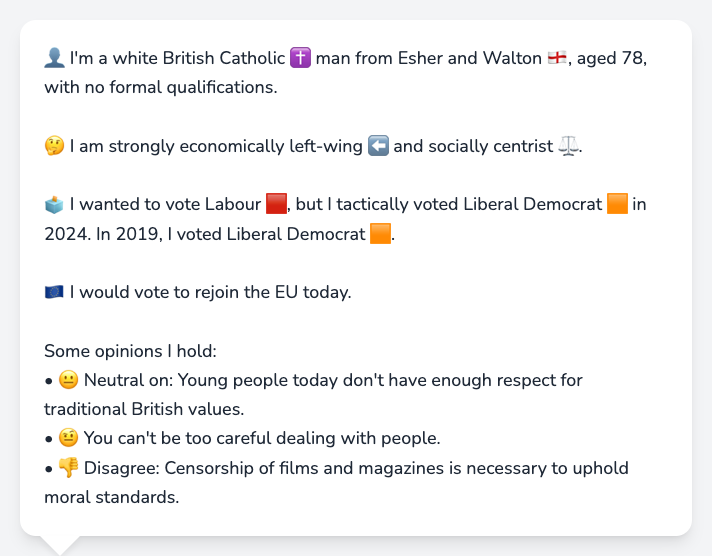 👤 I'm a white British Catholic ✝️ man from Esher and Walton 🏴󠁧󠁢󠁥󠁮󠁧󠁿, aged 78,
with no formal qualifications.
🤔 I am strongly economically left-wing ⬅️ and socially centrist ⚖️.
🗳️ I wanted to vote Labour 🟥, but I tactically voted Liberal Democrat 🟧 in
2024. In 2019, I voted Liberal Democrat 🟧.
🇪🇺 I would vote to rejoin the EU today.
Some opinions I hold:
• 😐 Neutral on: Young people today don't have enough respect for
traditional British values.
• 🤨 You can't be too careful dealing with people.
• 👎 Disagree: Censorship of films and magazines is necessary to uphold
moral standards.